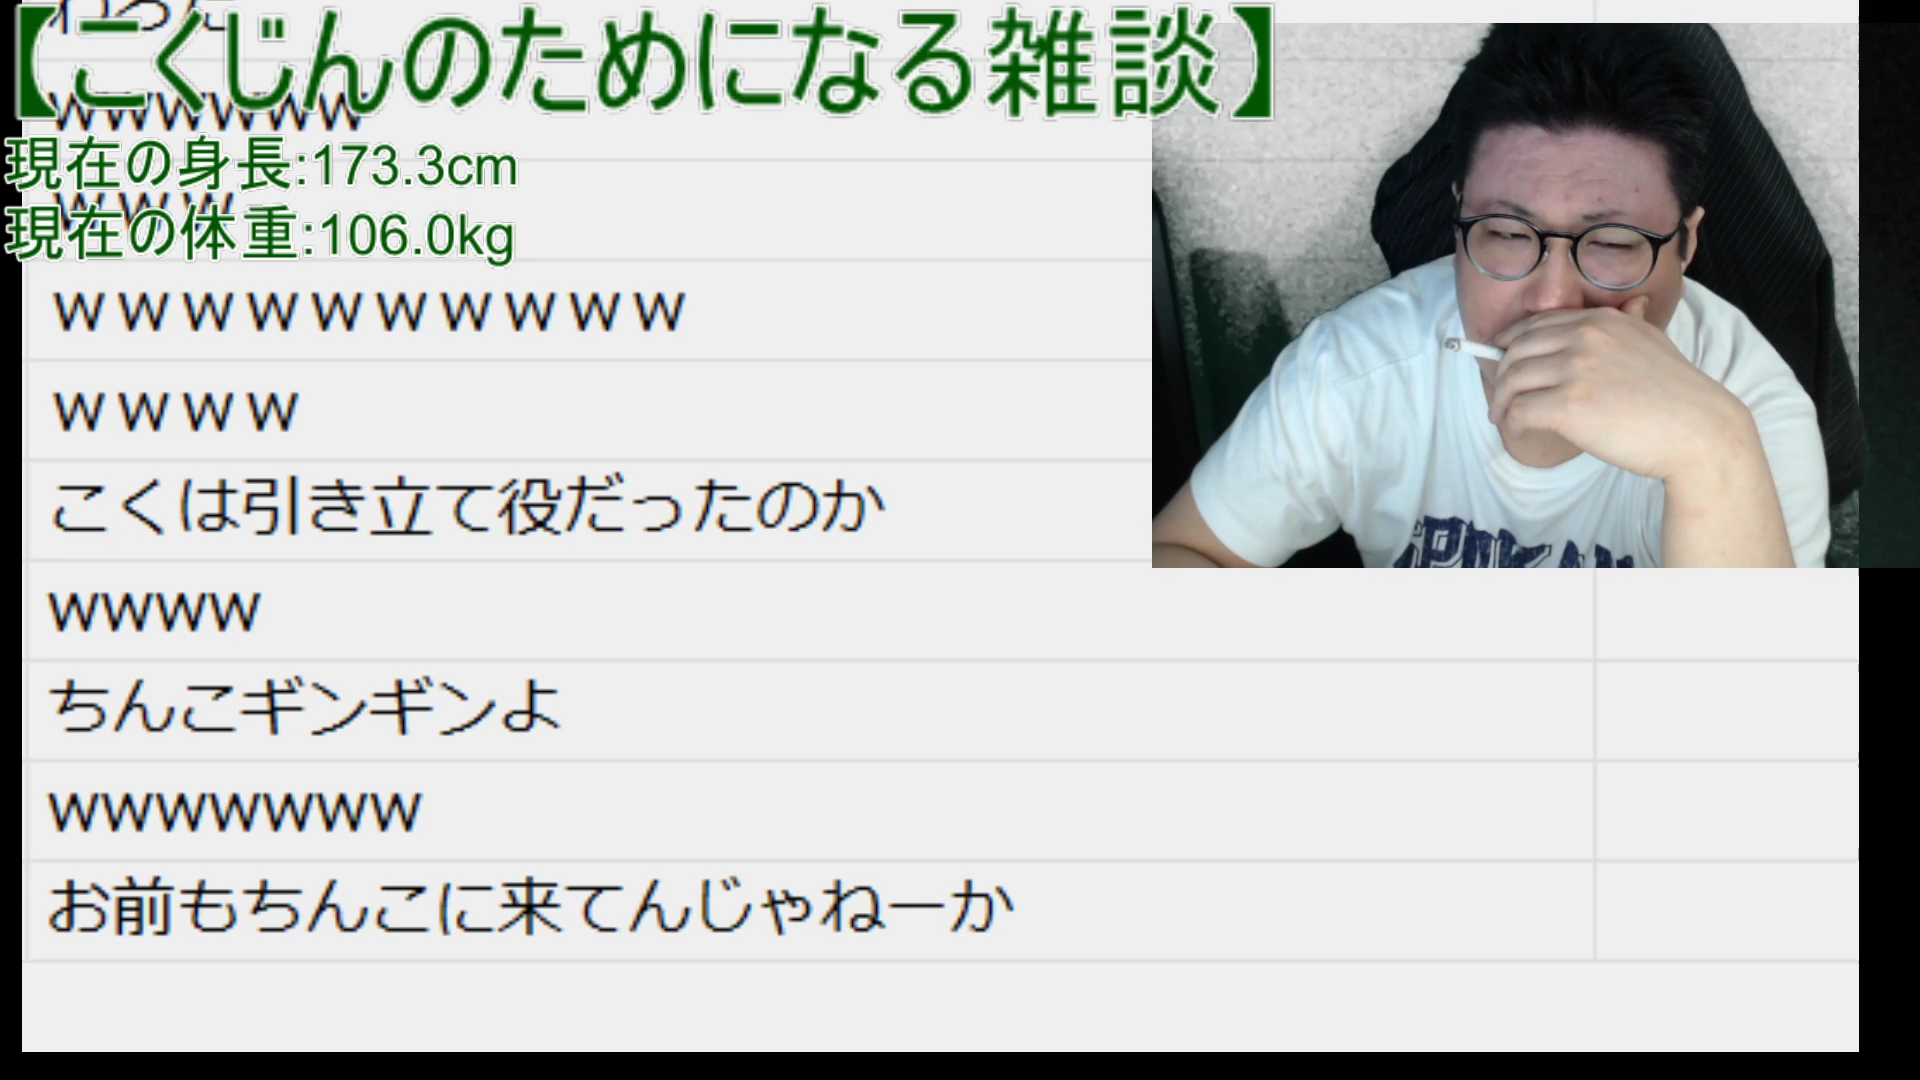 【こくじんのためになる雑談】
wwwwww
現在の身長:173.3cm
www
現在の体重:106.0kg
ｗｗｗｗｗｗｗｗｗｗ
ｗｗｗｗ
こくは引き立て役だったのか
wwww
ちんこギンギンよ
wwwwwww
お前もちんこに来てんじゃねーか